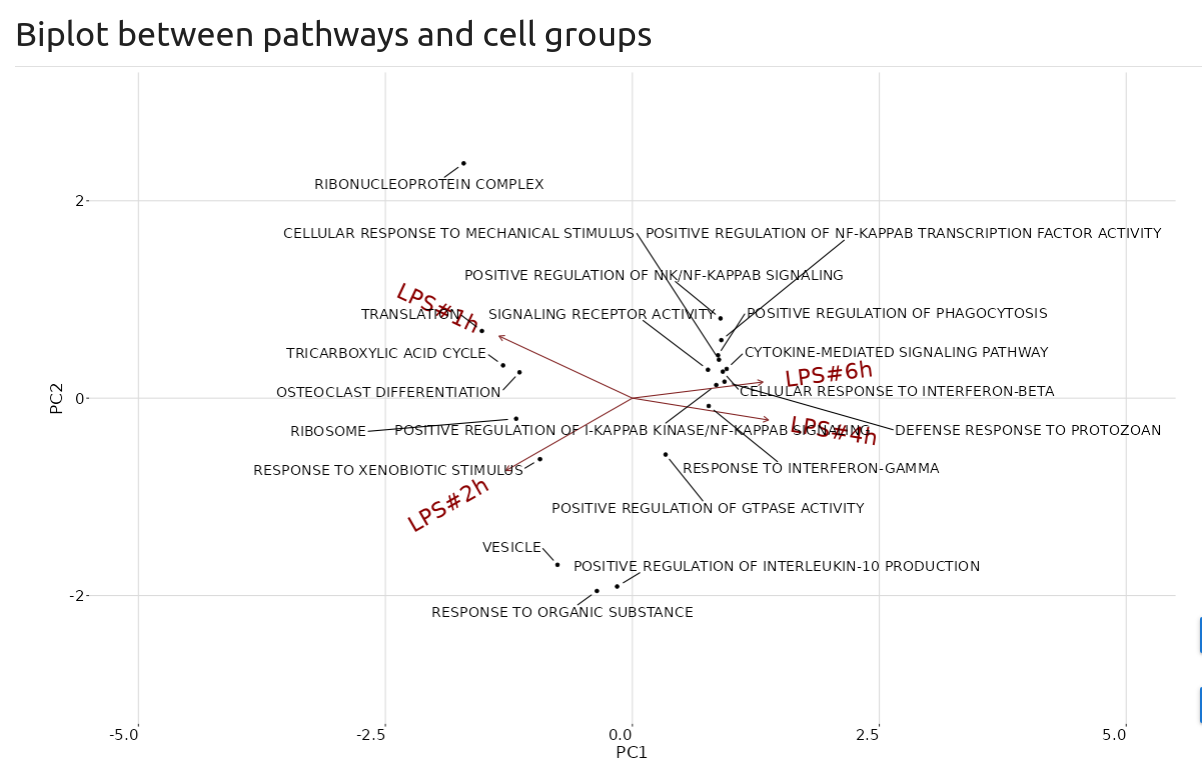 Biplot between pathways and cell groups
RIBONUCLEOPROTEIN COMPLEX
2
CELLULAR RESPONSE TO MECHANICAL STIMULUS
POSITIVE REGULATION OF NF-KAPPAB TRANSCRIPTION FACTOR ACTIVITY
POSITIVE REGULATION OF NIK/NF-KAPPAB SIGNALING
LPS#1h
TRANSLATION
SIGNALING RECEPTOR ACTIVITY
POSITIVE REGULATION OF PHAGOCYTOSIS
TRICARBOXYLIC ACID CYCLE
CYTOKINE-MEDIATED SIGNALING PATHWAY
LPS#6h
OSTEOCLAST DIFFERENTIATION
CELLULAR RESPONSE TO INTERFERON-BETA
PC2
0
RIBOSOME
POSITIVE REGULATION OF I-KAPPAB KINASE/NF-KAPPAB SIGNALING
LPS#4h
DEFENSE RESPONSE TO PROTOZOAN
RESPONSE TO XENOBIOTIC STIMULUS
RESPONSE TO INTERFERON-GAMMA
LPS#2h
POSITIVE REGULATION OF GTPASE ACTIVITY
VESICLE
POSITIVE REGULATION OF INTERLEUKIN-10 PRODUCTION
-2
RESPONSE TO ORGANIC SUBSTANCE
-5.0
-2.5
0.0
2.5
5.0
PC1